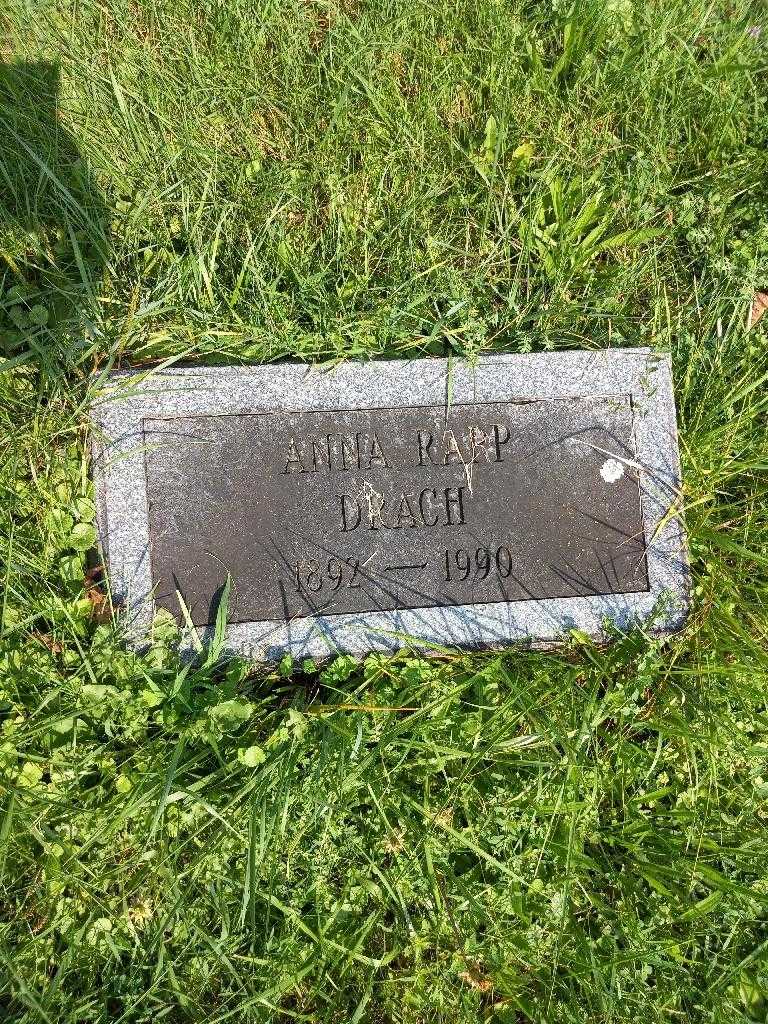 ANNA RAPP
DRACH
1892 — 1990